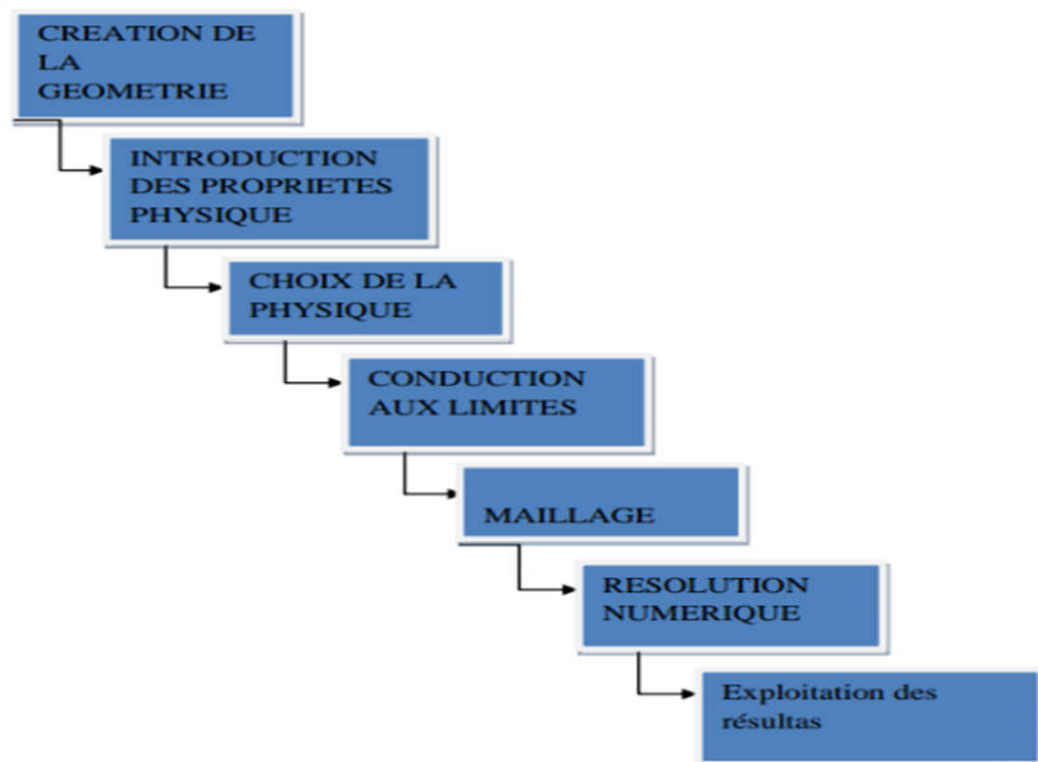 CREATION DE
LA
GEOMETRIE
INTRODUCTION
DES PROPRIETES
PHYSIQUE
CHOIX DE LA
PHYSIQUE
CONDUCTION
AUX LIMITES
MAILLAGE
RESOLUTION
NUMERIQUE
Exploitation des
résultas